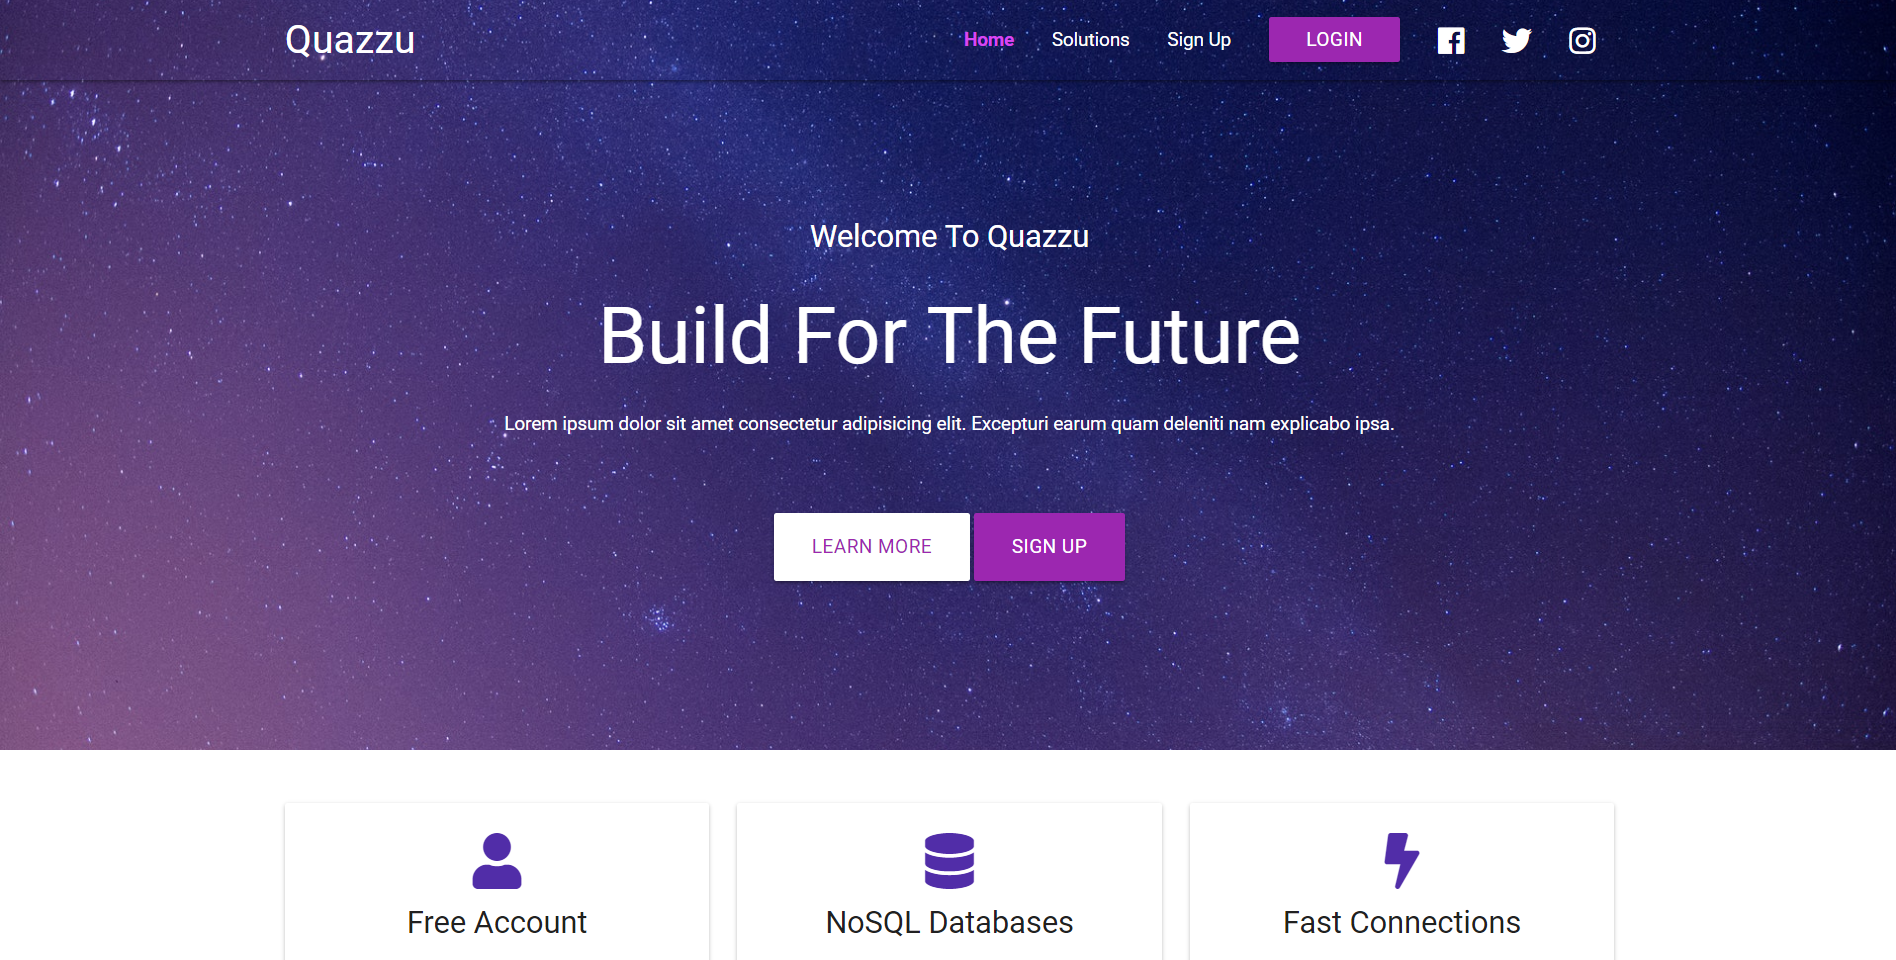 Quazzu
Home Solutions Sign Up LOGIN
Welcome To Quazzu
Build For The Future
Lorem ipsum dolor sit amet consectetur adipisicing elit. Excepturi earum quam deleniti nam explicabo ipsa.
LEARN MORE SIGN UP
Free Account
NoSQL Databases
Fast Connections